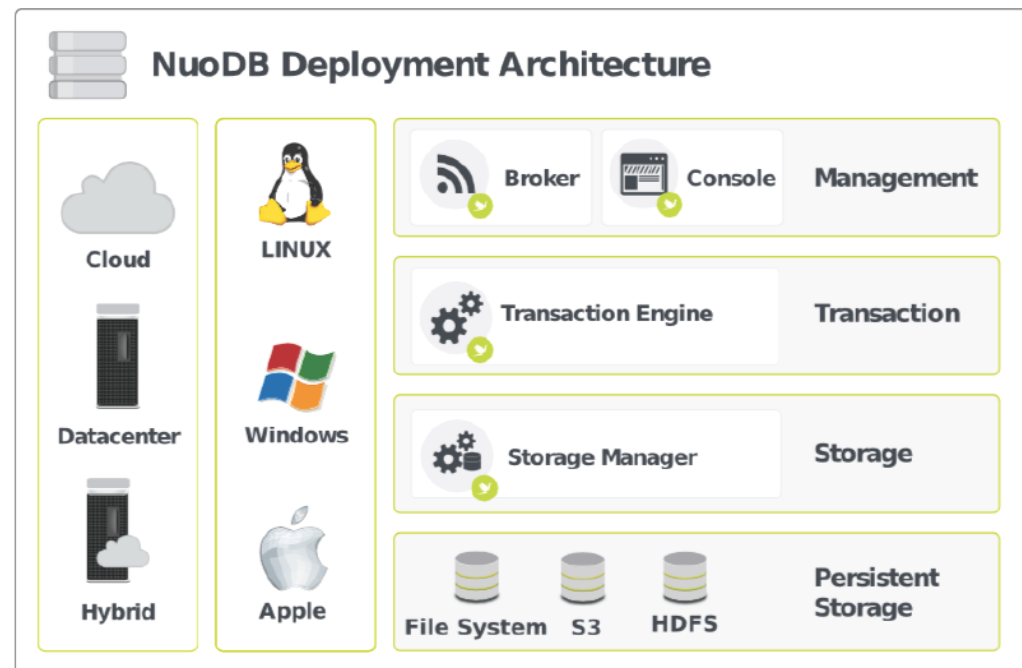 NuoDB Deployment Architecture
Cloud
Datacenter
Hybrid
LINUX
Windows
Apple
Broker
Console
Management
Transaction Engine
Transaction
Storage Manager
Storage
File System
S3
HDFS
Persistent
Storage